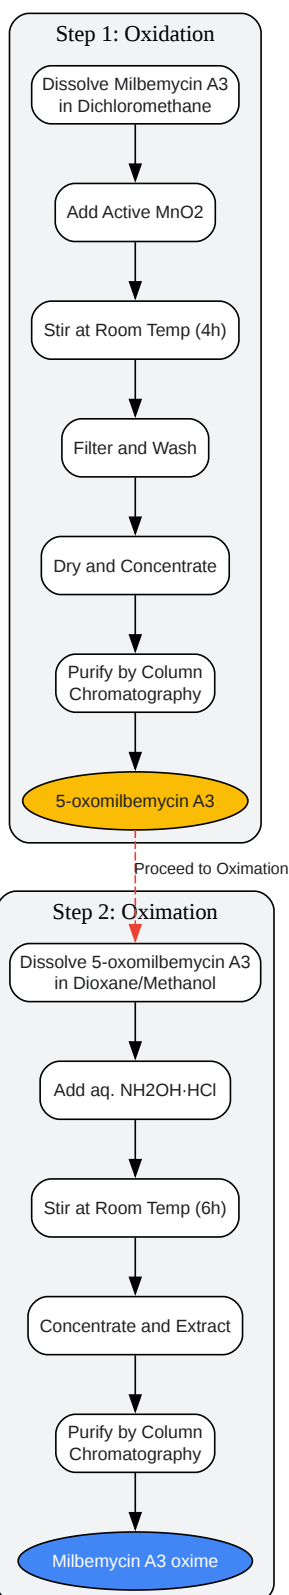 Step 1: Oxidation
Dissolve Milbemycin A3
in Dichloromethane
Add Active MnO2
Stir at Room Temp (4h)
Filter and Wash
Dry and Concentrate
Purify by Column
Chromatography
5-oxomilbemycin A3
Proceed to Oximation
Step 2: Oximation
Dissolve 5-oxomilbemycin A3
in Dioxane/Methanol
Add aq. NH2OH·HCl
Stir at Room Temp (6h)
Concentrate and Extract
Purify by Column
Chromatography
Milbemycin A3 oxime